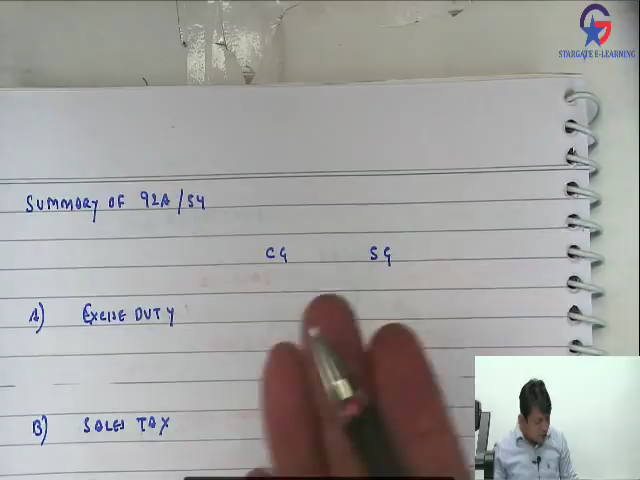 STARGATE E-LEARNING
SUMMARY OF 92A/54
CG SG
A) EXCISE DUTY
B) SALES TAX